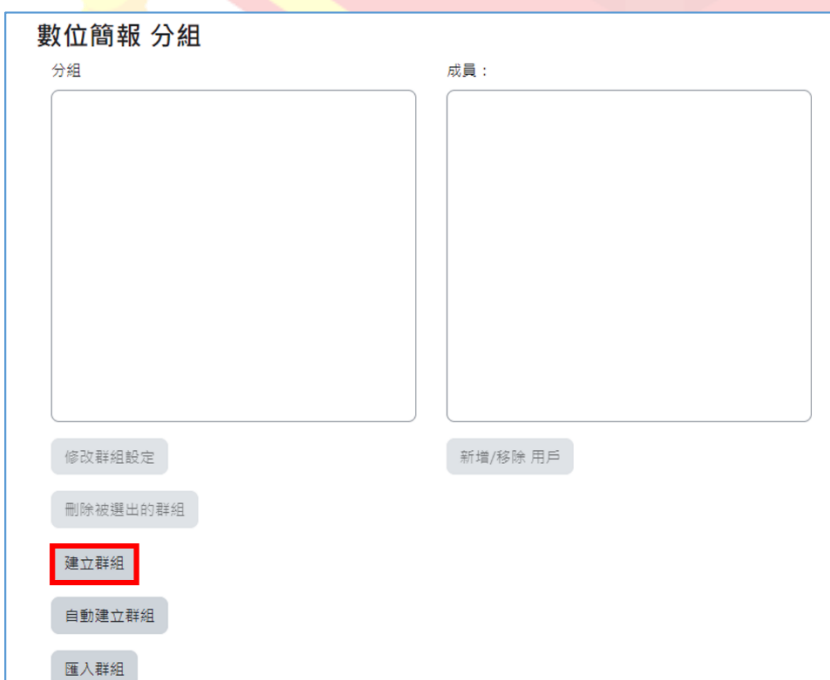 數位簡報 分組
分組
成員：
修改群組設定
新增/移除 用戶
刪除被選出的群組
建立群組
自動建立群組
匯入群組